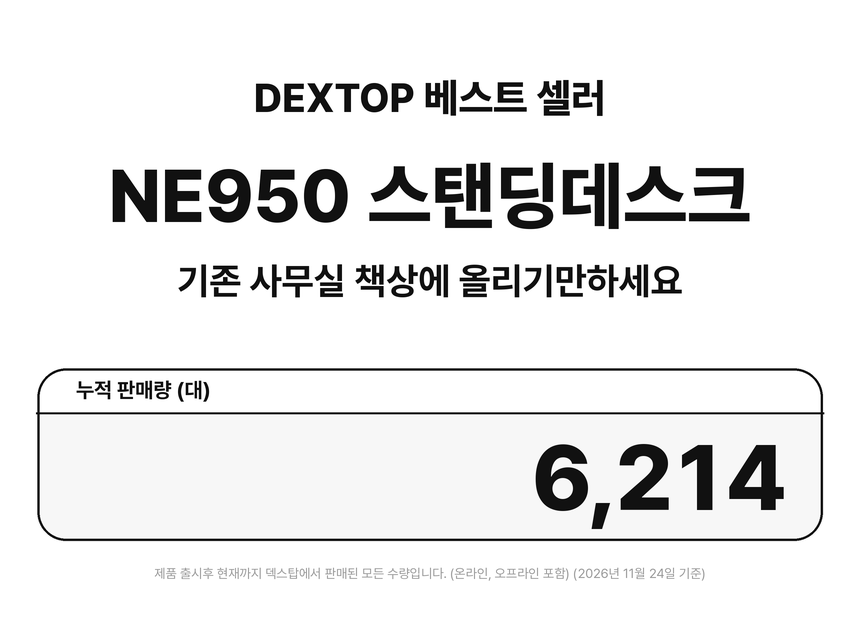 DEXTOP 베스트 셀러
NE950 스탠딩데스크
기존 사무실 책상에 올리기만하세요
누적 판매량 (대)
6,214
제품 출시후 현재까지 덱스탑에서 판매된 모든 수량입니다. (온라인, 오프라인 포함) (2026년 11월 24일 기준)